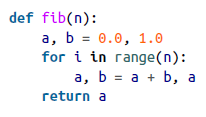 def fib(n):
    a, b = 0.0, 1.0
    for i in range(n):
        a, b = a + b, a
    return a